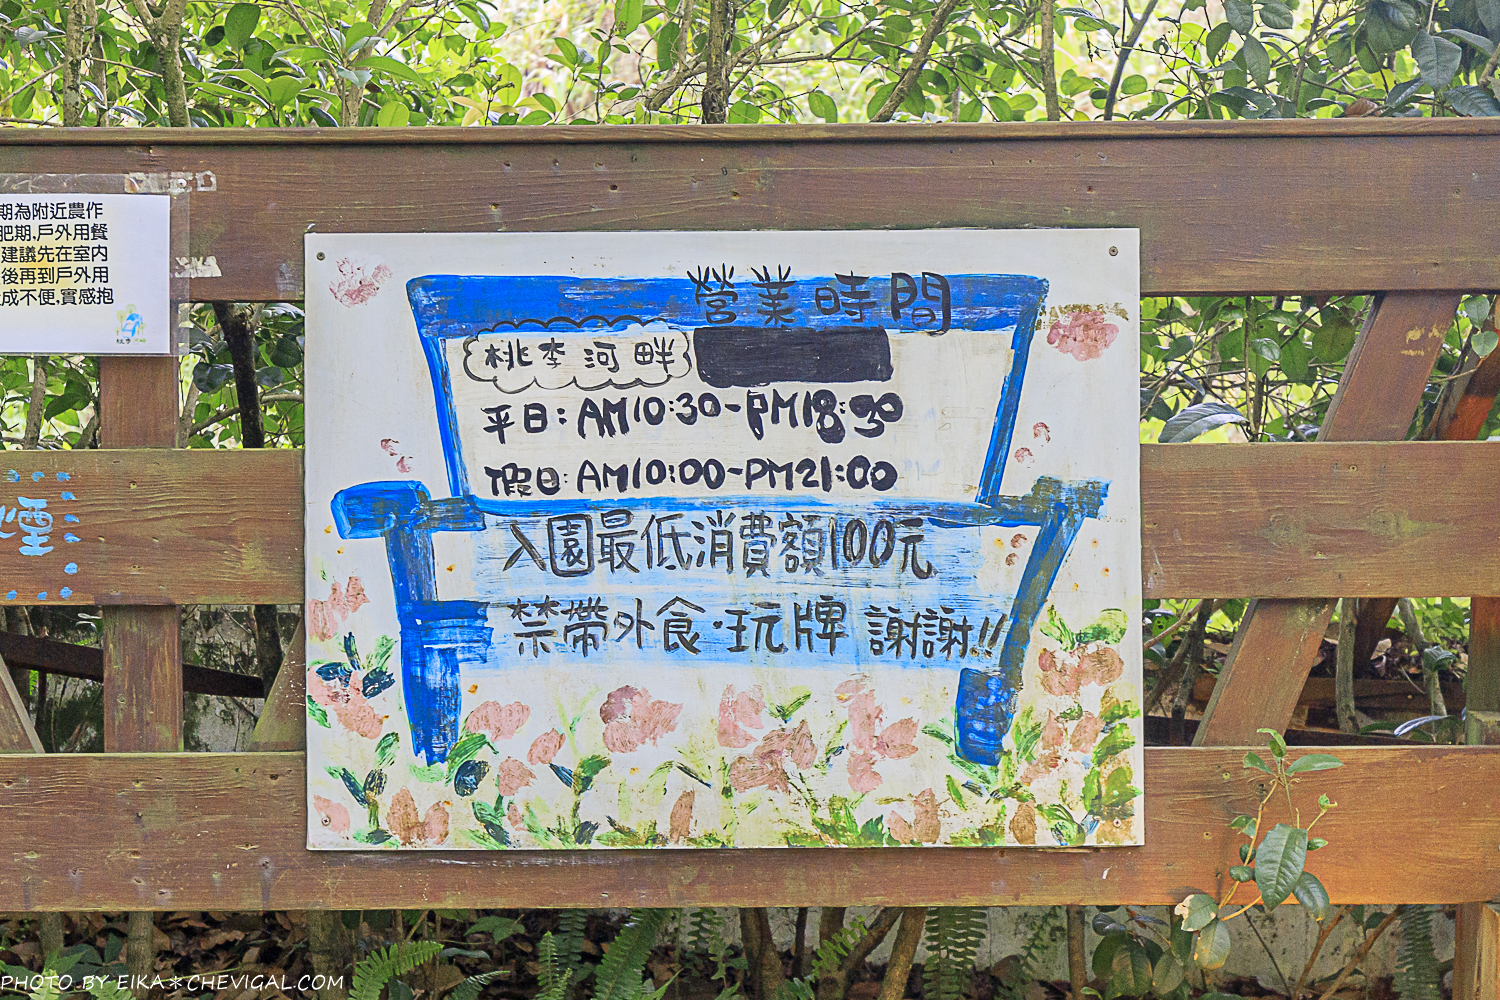 期為附近農作
肥期,戶外用餐
建議先在室內
後再到戶外用
成不便,實感抱
煙
營業時間
桃李河畔
平日:AM10:30-PM18:30
假日:AM10:00-PM21:00
入園最低消費額100元
禁帶外食·玩牌 謝謝!!
PHOTO BY EIKA*CHEVIGAL.COM